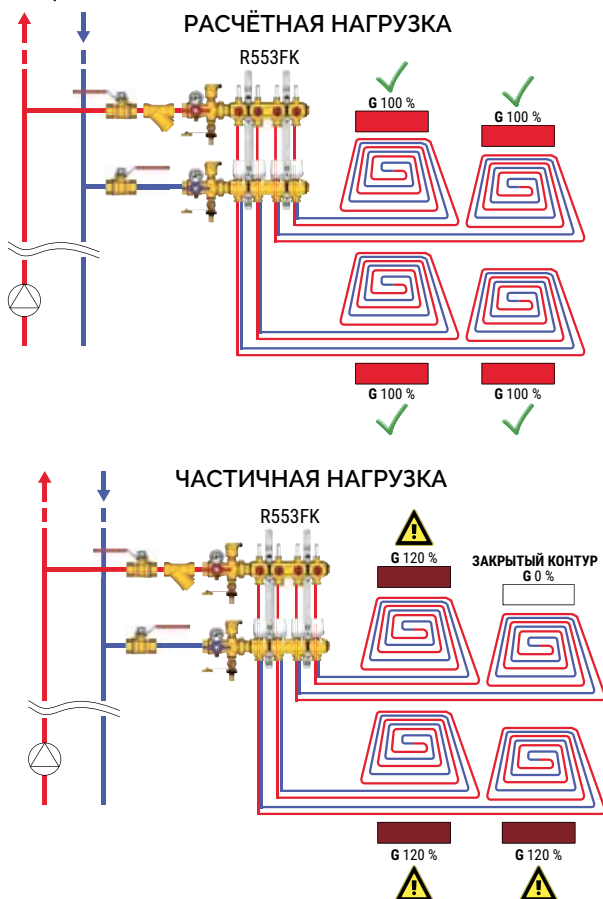 РАСЧЁТНАЯ НАГРУЗКА
R553FK
G 100 %
G 100 %
G 100 %
G 100 %
ЧАСТИЧНАЯ НАГРУЗКА
R553FK
G 120 %
ЗАКРЫТЫЙ КОНТУР
G 0 %
G 120 %
G 120 %